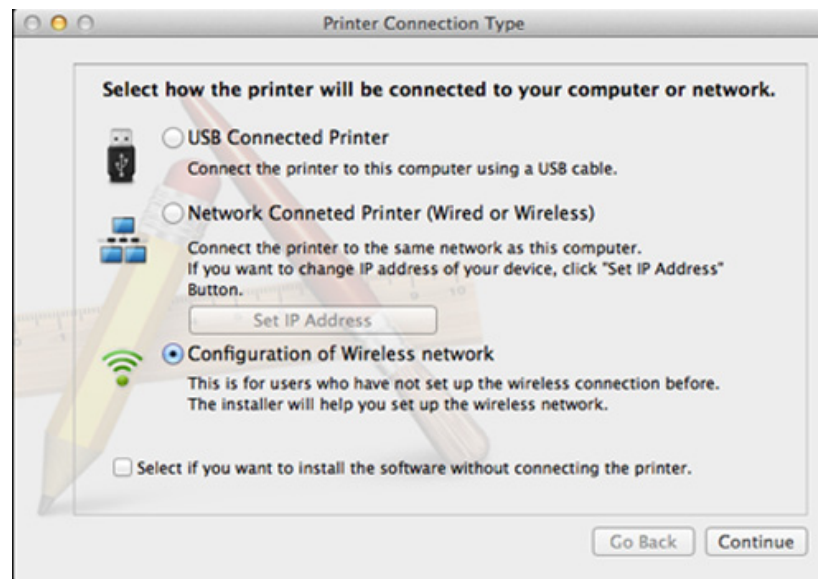 Printer Connection Type
Select how the printer will be connected to your computer or network.
USB Connected Printer
Connect the printer to this computer using a USB cable.
Network Conneted Printer (Wired or Wireless)
Connect the printer to the same network as this computer.
If you want to change IP address of your device, click "Set IP Address"
Button.
Set IP Address
Configuration of Wireless network
This is for users who have not set up the wireless connection before.
The installer will help you set up the wireless network.
Select if you want to install the software without connecting the printer.
Go Back Continue